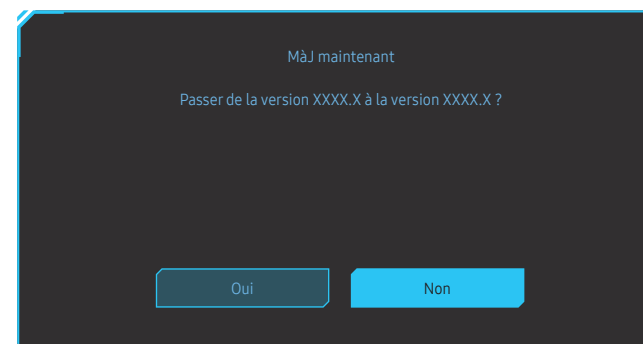 MàJ maintenant
Passer de la version XXXX.X à la version XXXX.X ?
Oui
Non